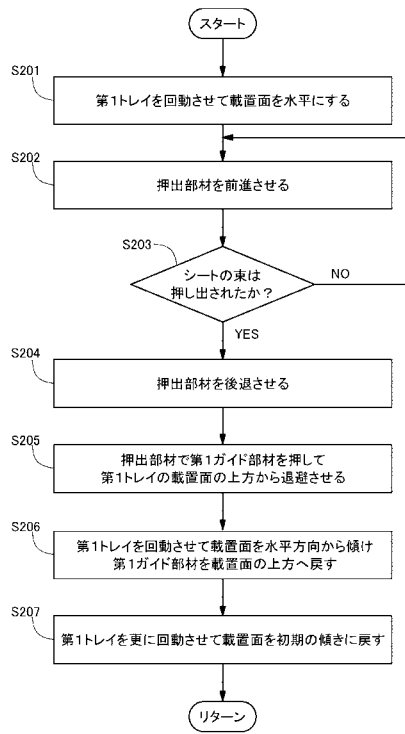 スタート
S201
第1トレイを回動させて載置面を水平にする
S202
押出部材を前進させる
S203
シートの束は
押し出されたか？
NO
YES
S204
押出部材を後退させる
S205
押出部材で第1ガイド部材を押して
第1トレイの載置面の上方から退避させる
S206
第1トレイを回動させて載置面を水平方向から傾け
第1ガイド部材を載置面の上方へ戻す
S207
第1トレイを更に回動させて載置面を初期の傾きに戻す
リターン